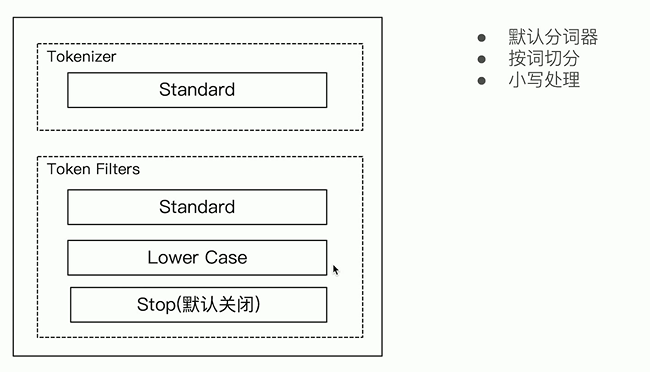 Tokenizer
Standard
Token Filters
Standard
Lower Case
Stop(默认关闭)
默认分词器
按词切分
小写处理